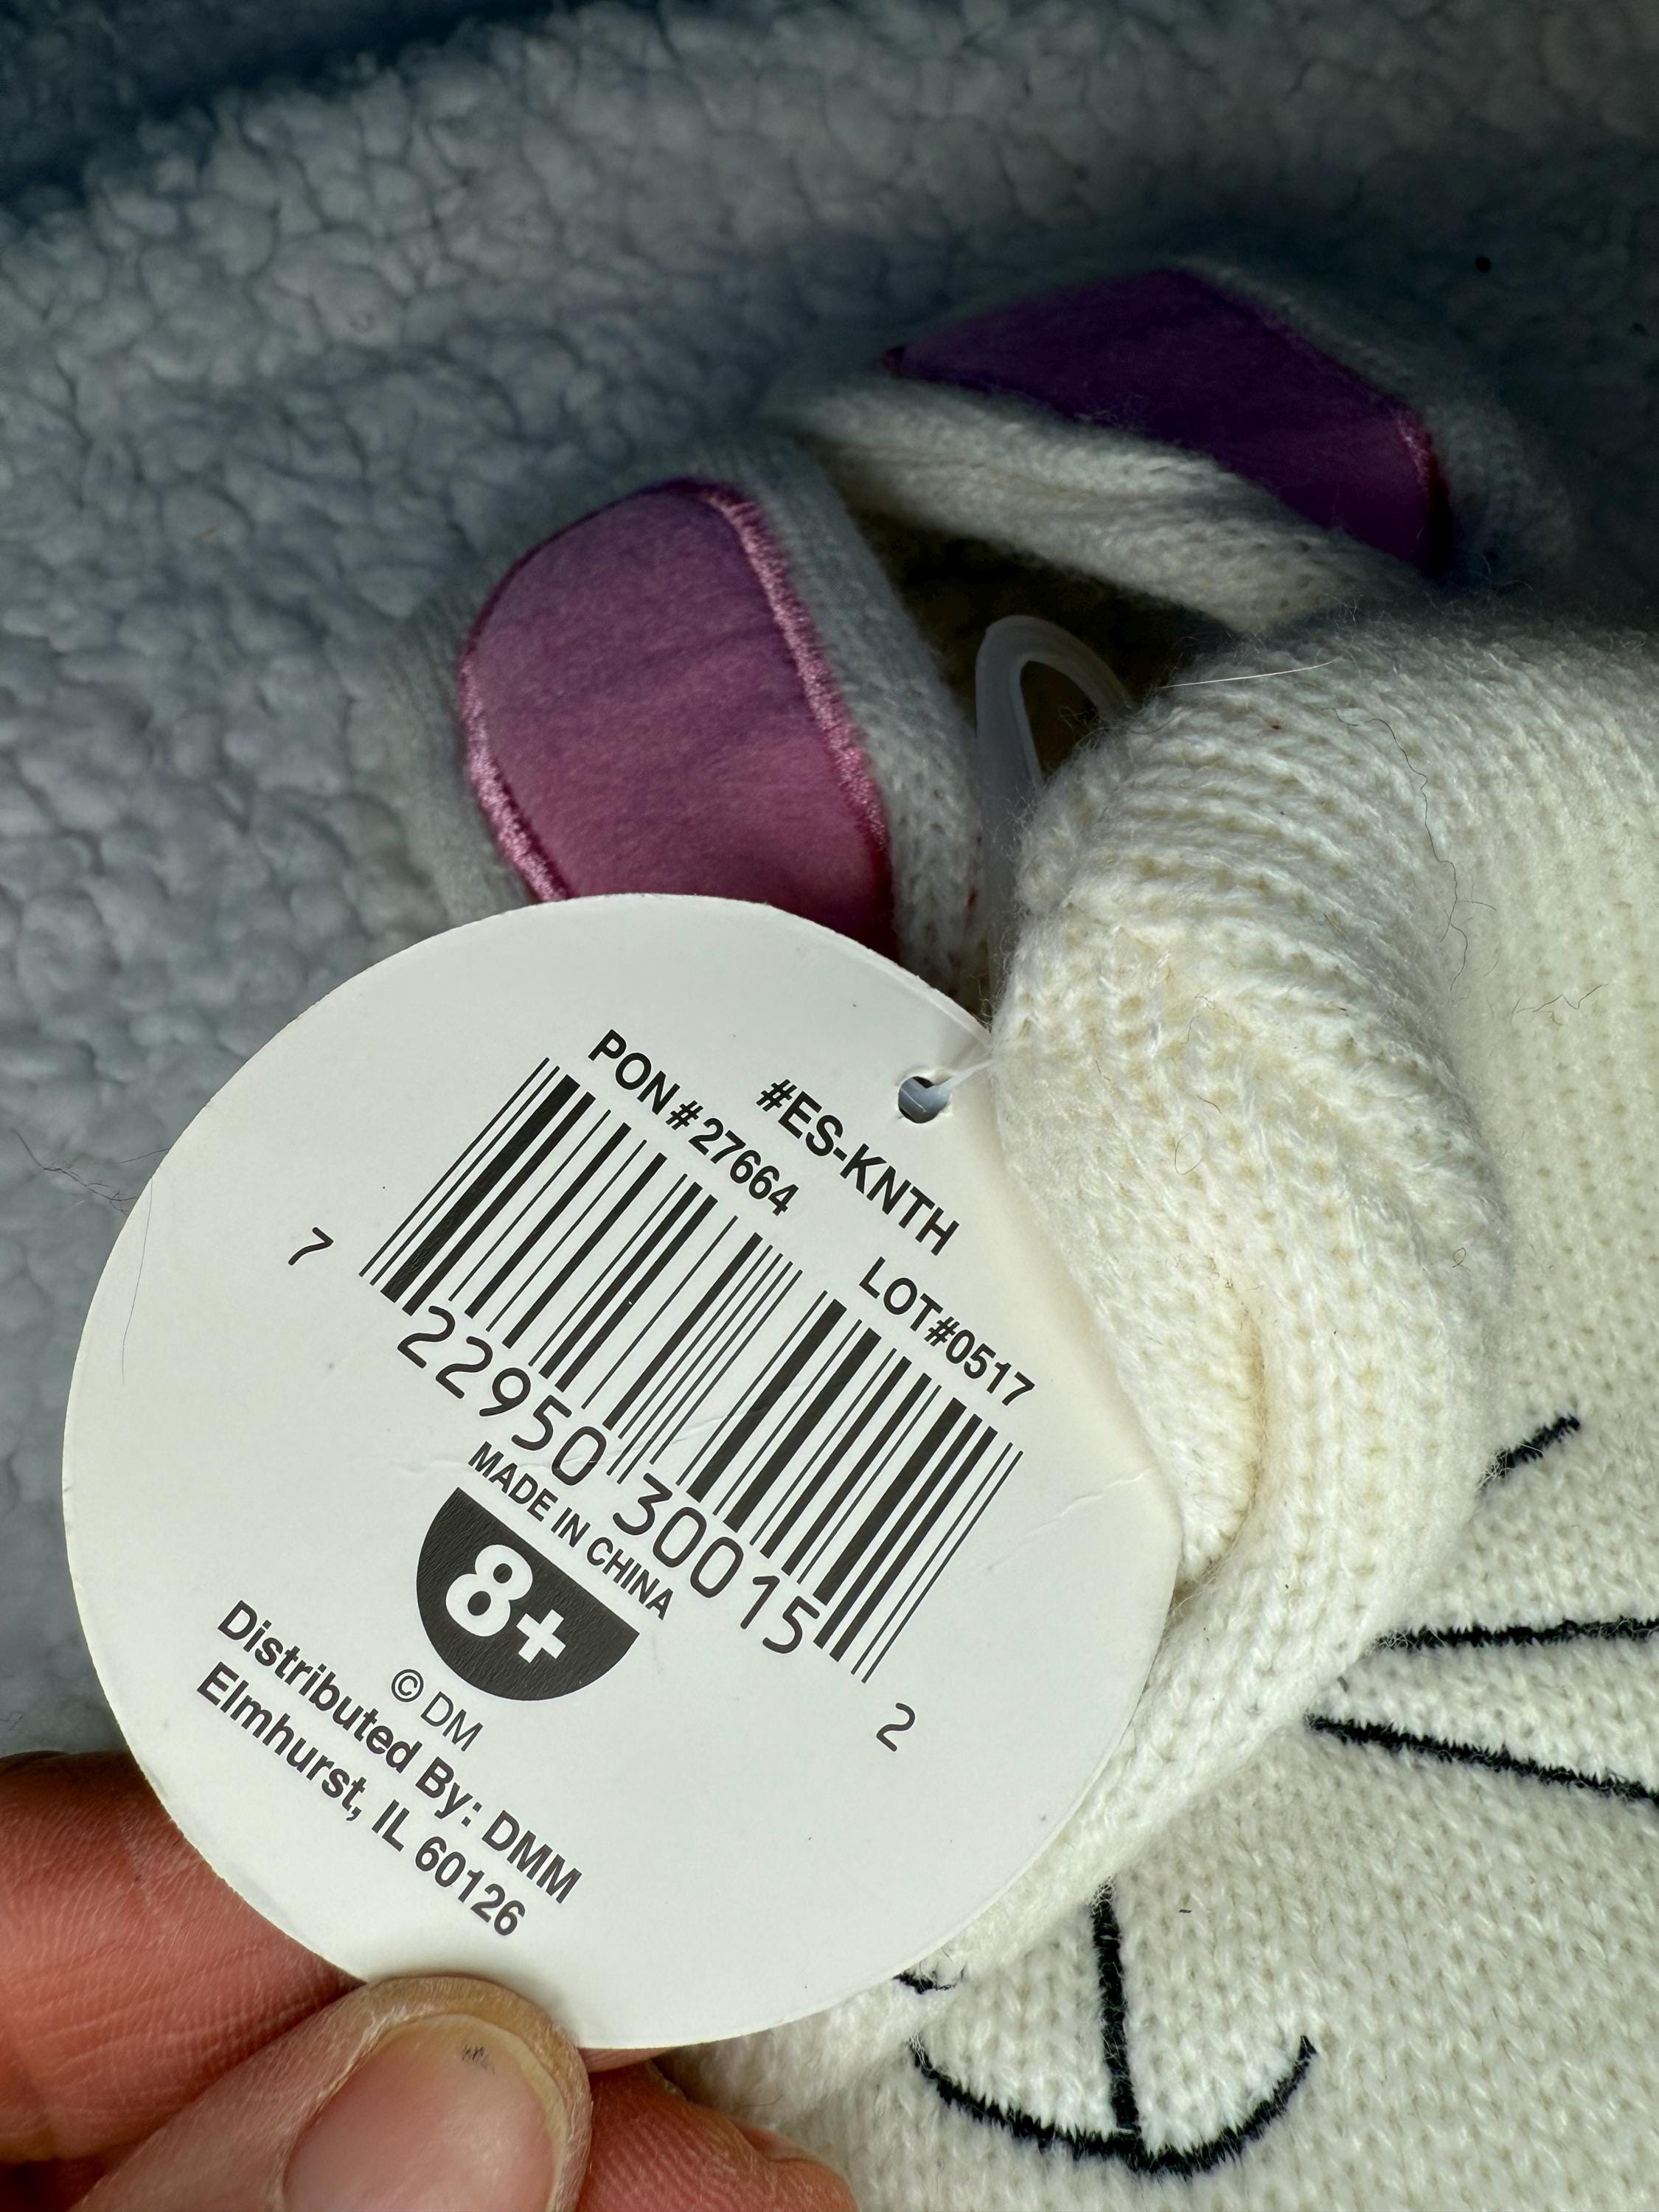 #ES-KNTH
PON # 27664 LOT#0517
7 22950 30015 2
MADE IN CHINA
8+
© DM
Distributed By: DMM
Elmhurst, IL 60126